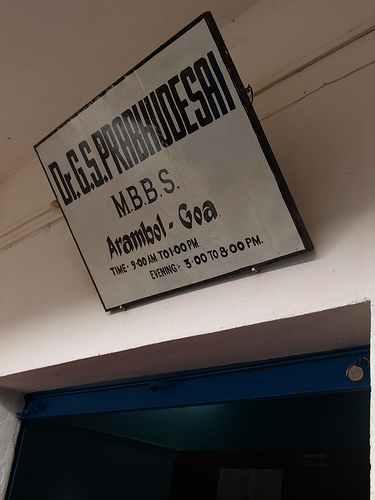 Dr.G.S.PRABHUDESAI
M.B.B.S.
Arambol - Goa
TIME:- 9·00 AM TO 1·00 PM.
EVENING:- 3·00 TO 8·00 PM.